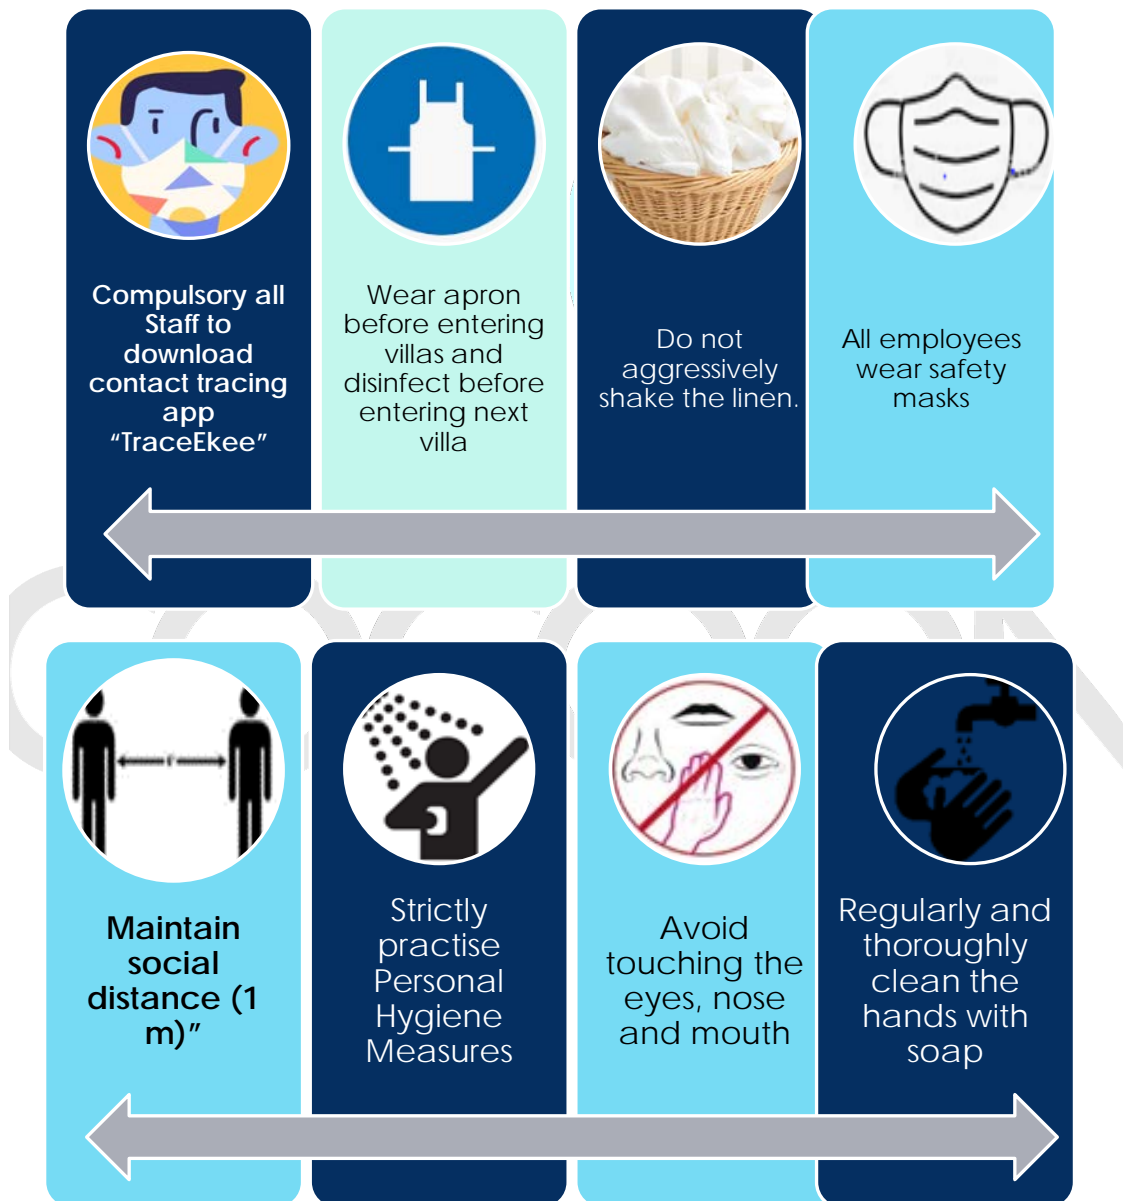 Compulsory all
Staff to
download
contact tracing
app
“TraceEkee”
Wear apron
before entering
villas and
disinfect before
entering next
villa
Do not
aggressively
shake the linen.
All employees
wear safety
masks
Maintain
social
distance (1
m)”
Strictly
practise
Personal
Hygiene
Measures
Avoid
touching the
eyes, nose
and mouth
Regularly and
thoroughly
clean the
hands with
soap